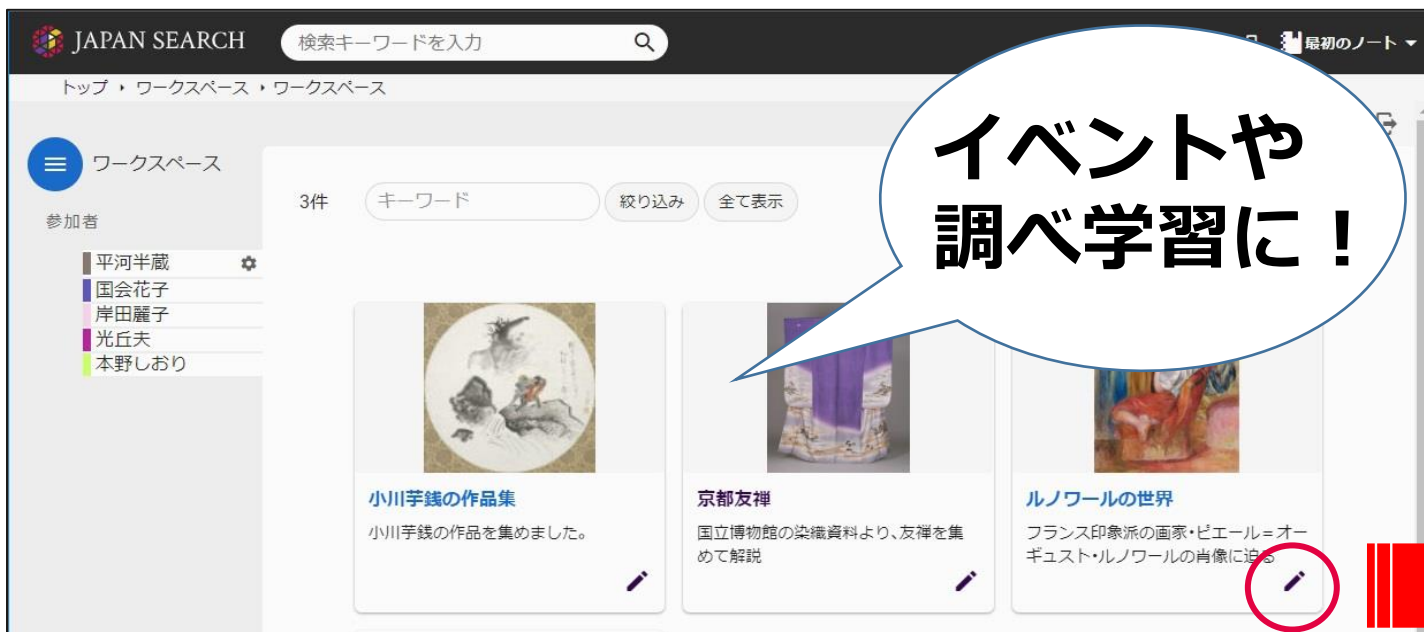 JAPAN SEARCH
検索キーワードを入力
最初のノート
トップ ・ ワークスペース ・ ワークスペース
イベントや
調べ学習に！
ワークスペース
参加者
平河半蔵
国会花子
岸田麗子
光丘夫
本野しおり
3件
キーワード
絞り込み
全て表示
小川芋銭の作品集
小川芋銭の作品を集めました。
京都友禅
国立博物館の染織資料より、友禅を集
めて解説
ルノワールの世界
フランス印象派の画家・ピエール＝オー
ギュスト・ルノワールの肖像に迫る